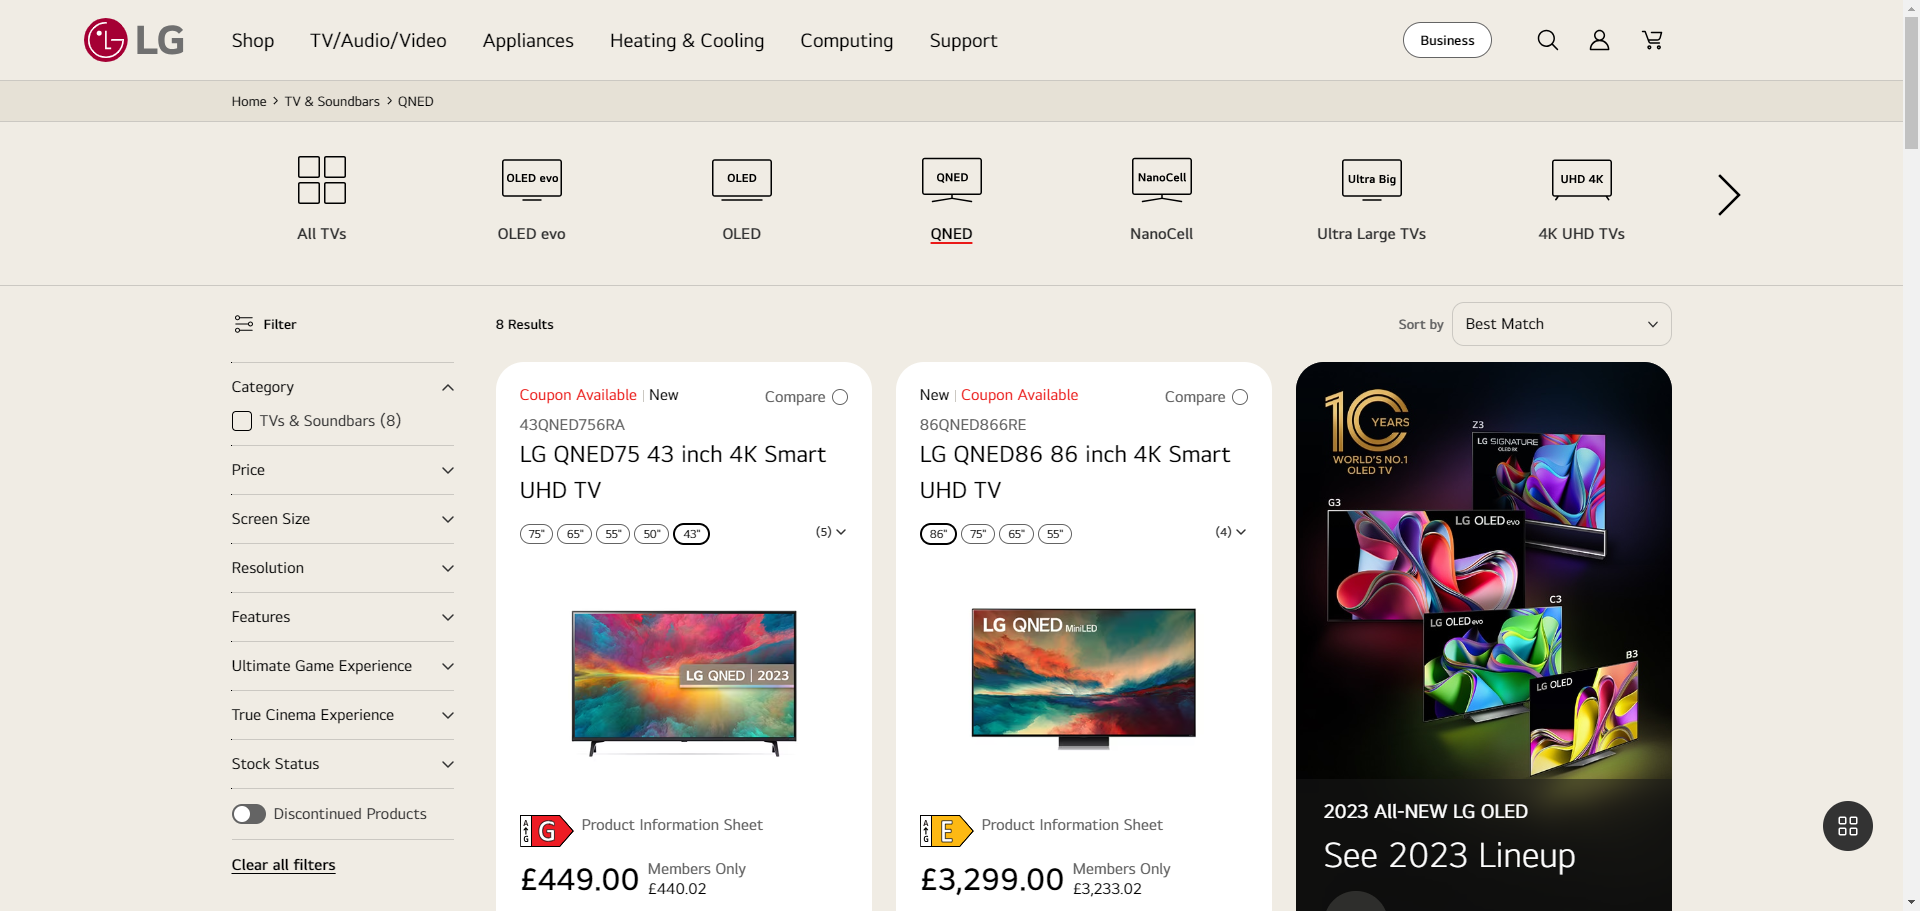 LG
Shop
TV/Audio/Video
Appliances
Heating & Cooling
Computing
Support
Business
Home > TV & Soundbars > QNED
All TVs
OLED evo
OLED evo
OLED
OLED
QNED
QNED
NanoCell
NanoCell
Ultra Big
Ultra Large TVs
UHD 4K
4K UHD TVs
Filter
8 Results
Sort by
Best Match
Category
TVs & Soundbars (8)
Price
Screen Size
Resolution
Features
Ultimate Game Experience
True Cinema Experience
Stock Status
Discontinued Products
Clear all filters
Coupon Available | New
Compare
43QNED756RA
LG QNED75 43 inch 4K Smart
UHD TV
75" 65" 55" 50" 43"
(5)
LG QNED | 2023
A G G
Product Information Sheet
£449.00
Members Only
£440.02
New | Coupon Available
Compare
86QNED866RE
LG QNED86 86 inch 4K Smart
UHD TV
86" 75" 65" 55"
(4)
LG QNED MiniLED
A G E
Product Information Sheet
£3,299.00
Members Only
£3,233.02
10 YEARS
WORLD'S NO.1
OLED TV
Z3
LG SIGNATURE
OLED 8K
G3
LG OLED evo
C3
LG OLED evo
B3
LG OLED
2023 All-NEW LG OLED
See 2023 Lineup